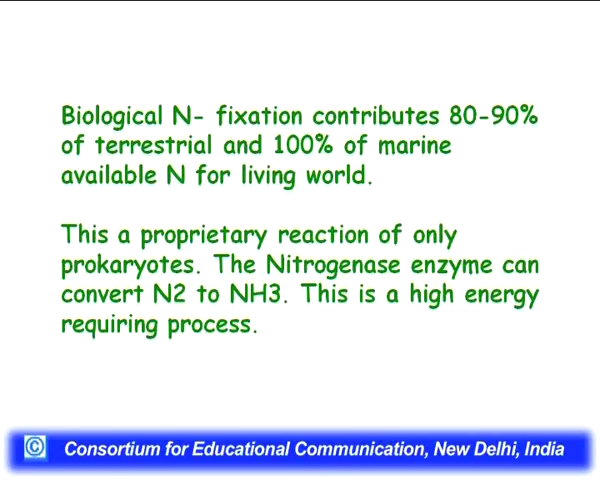 Biological N- fixation contributes 80-90%
of terrestrial and 100% of marine
available N for living world.
This a proprietary reaction of only
prokaryotes. The Nitrogenase enzyme can
convert N2 to NH3. This is a high energy
requiring process.
© Consortium for Educational Communication, New Delhi, India